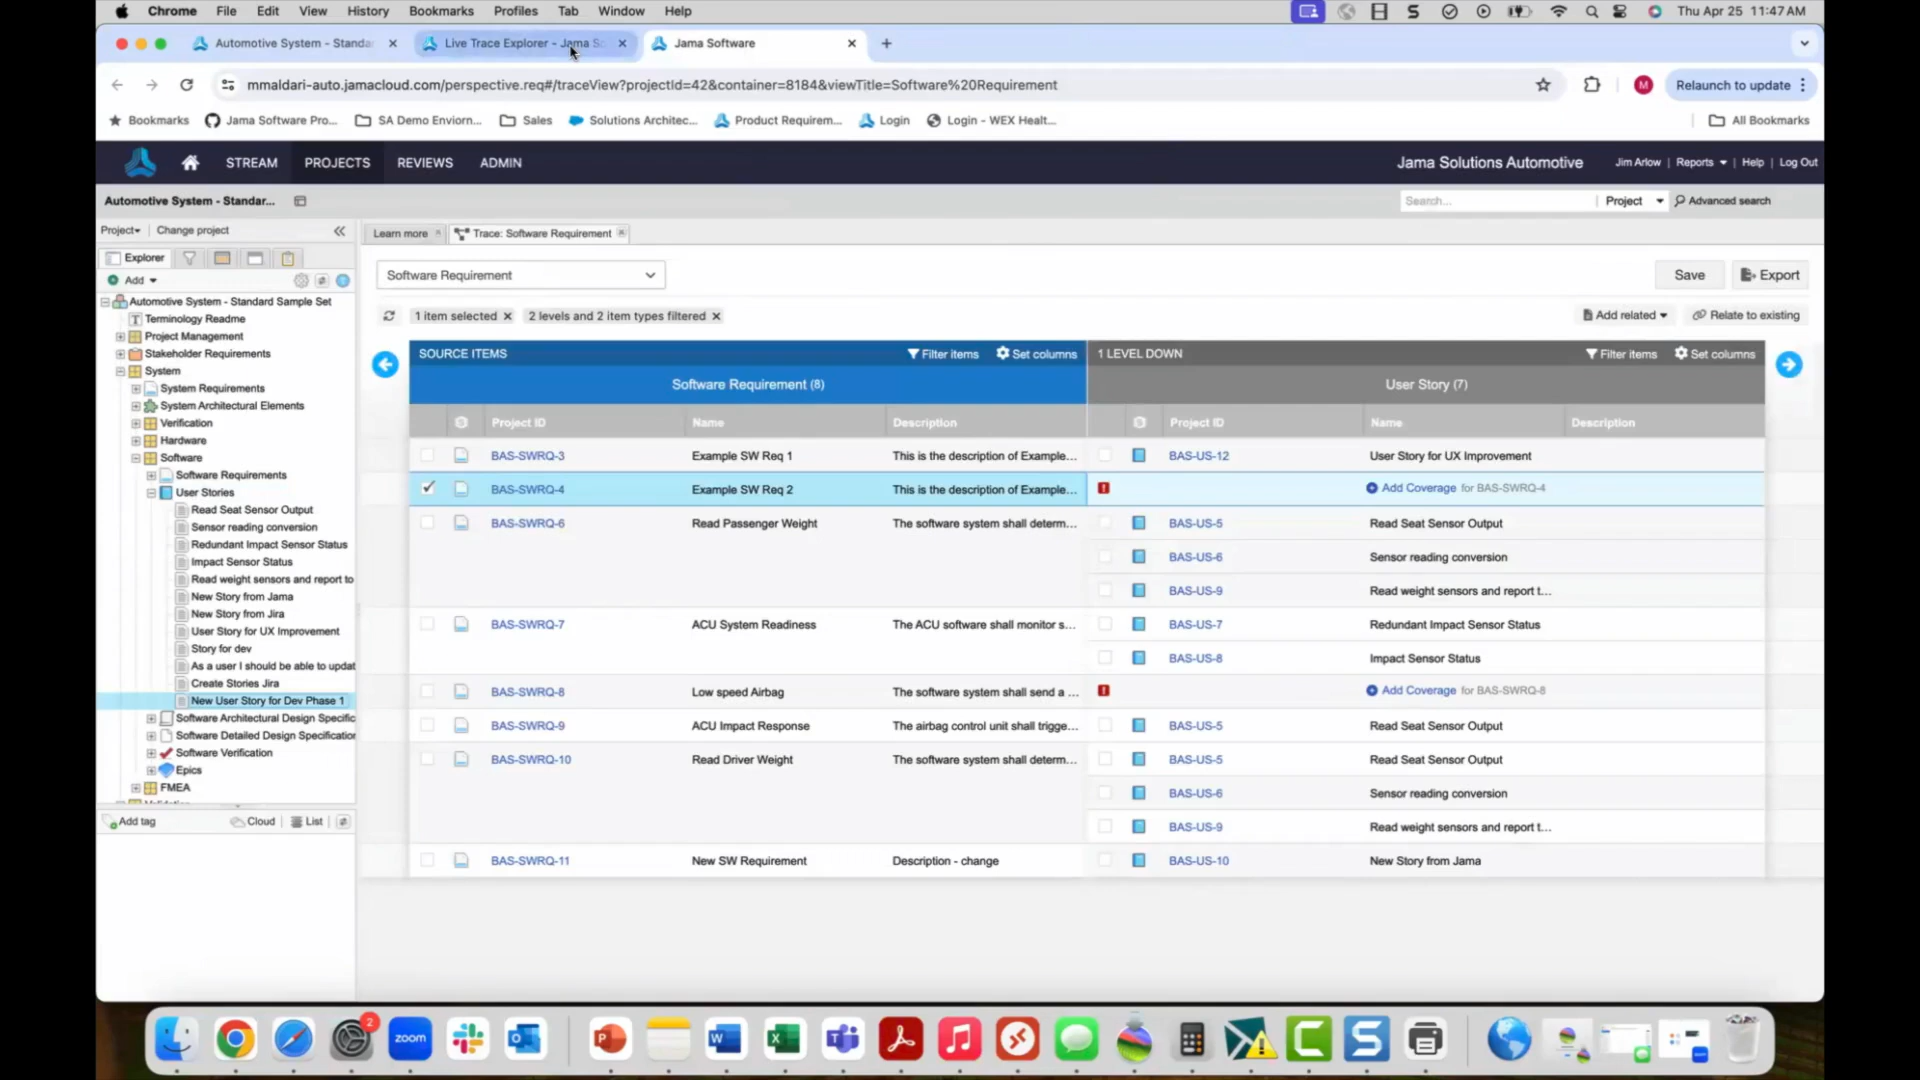 Chrome File Edit View History Bookmarks Profiles Tab Window Help Thu Apr 25 11:47 AM
Automotive System - Standar Live Trace Explorer - Jama So Jama Software
mmaldari-auto.jamacloud.com/perspective.req#/traceView?projectId=42&container=8184&viewTitle=Software%20Requirement M Relaunch to update
Bookmarks Jama Software Pro... SA Demo Enviorn... Sales Solutions Architec... Product Requirem... Login Login - WEX Healt... All Bookmarks
STREAM PROJECTS REVIEWS ADMIN Jama Solutions Automotive Jim Arlow Reports Help Log Out
Automotive System - Standar... Search... Project Advanced search
Project Change project Learn more Trace: Software Requirement
Explorer
Add
Software Requirement Save Export
1 item selected 2 levels and 2 item types filtered Add related Relate to existing
Automotive System - Standard Sample Set
Terminology Readme
Project Management
Stakeholder Requirements
System
System Requirements
System Architectural Elements
Verification
Hardware
Software
Software Requirements
User Stories
Read Seat Sensor Output
Sensor reading conversion
Redundant Impact Sensor Status
Impact Sensor Status
Read weight sensors and report to
New Story from Jama
New Story from Jira
User Story for UX Improvement
Story for dev
As a user I should be able to updat
Create Stories Jira
New User Story for Dev Phase 1
Software Architectural Design Specific
Software Detailed Design Specification
Software Verification
Epics
FMEA
Add tag Cloud List
SOURCE ITEMS Filter items Set columns 1 LEVEL DOWN Filter items Set columns
Software Requirement (8) User Story (7)
Project ID Name Description Project ID Name Description
BAS-SWRQ-3 Example SW Req 1 This is the description of Example... BAS-US-12 User Story for UX Improvement
BAS-SWRQ-4 Example SW Req 2 This is the description of Example... Add Coverage for BAS-SWRQ-4
BAS-SWRQ-6 Read Passenger Weight The software system shall determ... BAS-US-5 Read Seat Sensor Output
BAS-US-6 Sensor reading conversion
BAS-US-9 Read weight sensors and report t...
BAS-SWRQ-7 ACU System Readiness The ACU software shall monitor s... BAS-US-7 Redundant Impact Sensor Status
BAS-US-8 Impact Sensor Status
BAS-SWRQ-8 Low speed Airbag The software system shall send a ... Add Coverage for BAS-SWRQ-8
BAS-SWRQ-9 ACU Impact Response The airbag control unit shall trigge... BAS-US-5 Read Seat Sensor Output
BAS-SWRQ-10 Read Driver Weight The software system shall determ... BAS-US-5 Read Seat Sensor Output
BAS-US-6 Sensor reading conversion
BAS-US-9 Read weight sensors and report t...
BAS-SWRQ-11 New SW Requirement Description - change BAS-US-10 New Story from Jama
2 zoom